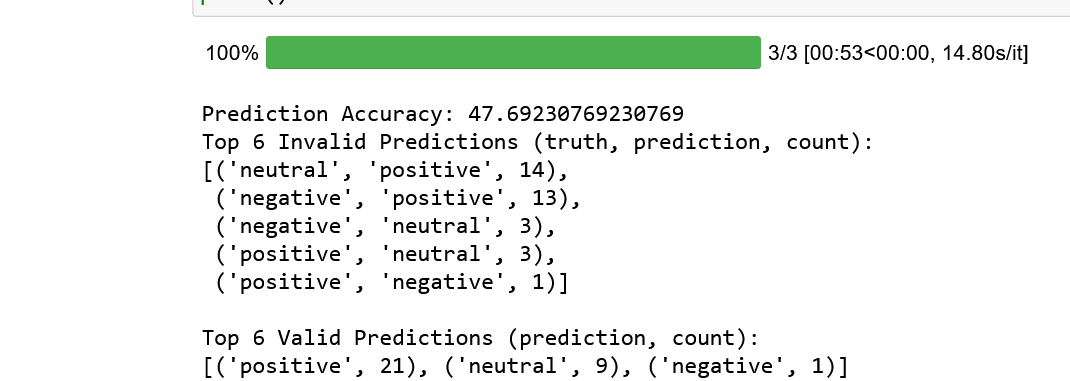 100% 3/3 [00:53<00:00, 14.80s/it]
Prediction Accuracy: 47.69230769230769
Top 6 Invalid Predictions (truth, prediction, count):
[('neutral', 'positive', 14),
 ('negative', 'positive', 13),
 ('negative', 'neutral', 3),
 ('positive', 'neutral', 3),
 ('positive', 'negative', 1)]
Top 6 Valid Predictions (prediction, count):
[('positive', 21), ('neutral', 9), ('negative', 1)]